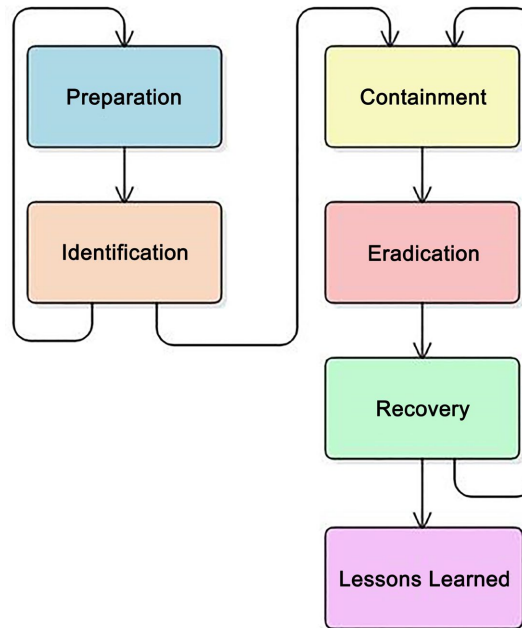 Preparation
Identification
Containment
Eradication
Recovery
Lessons Learned